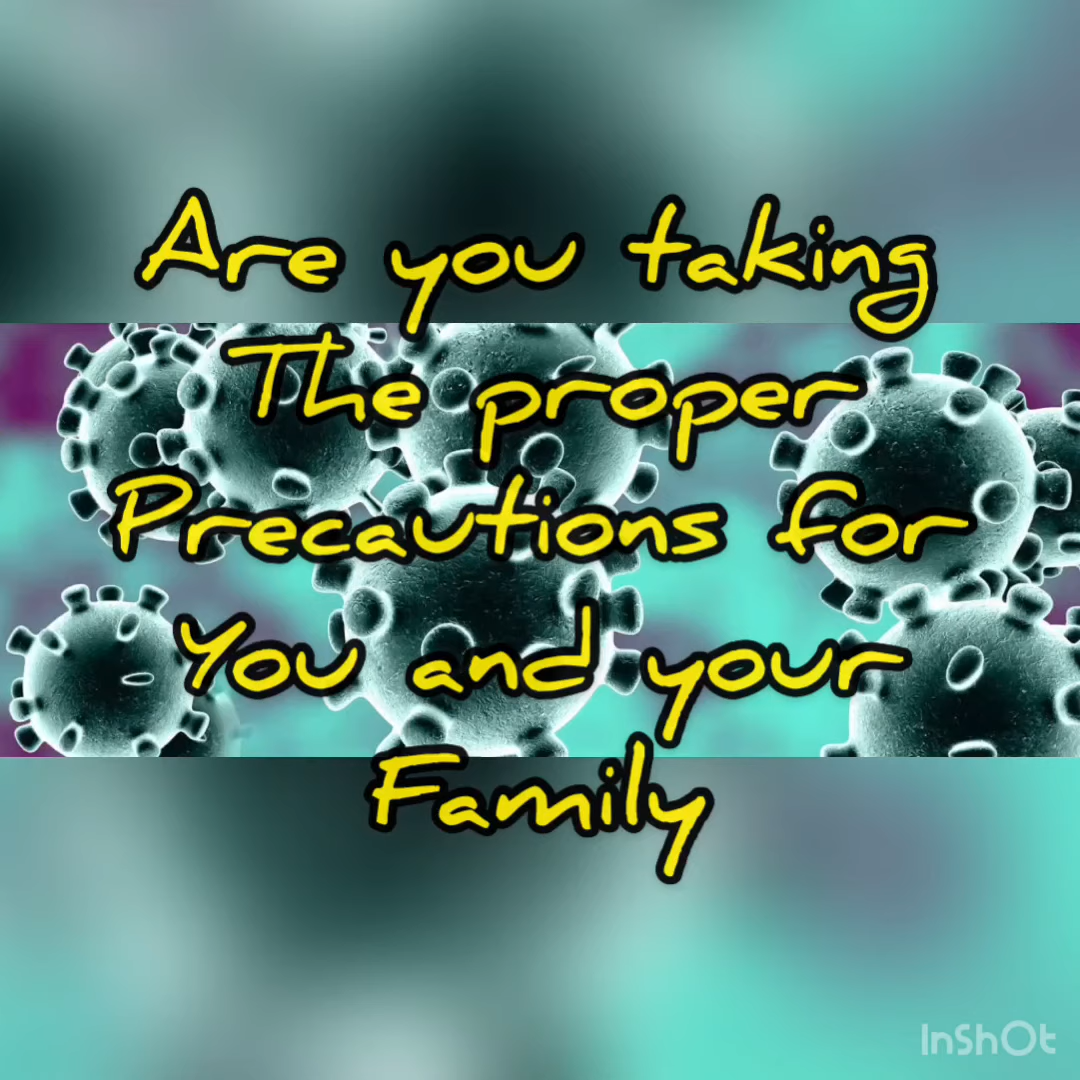 Are you taking
The proper
Precautions for
You and your
Family
InShOt